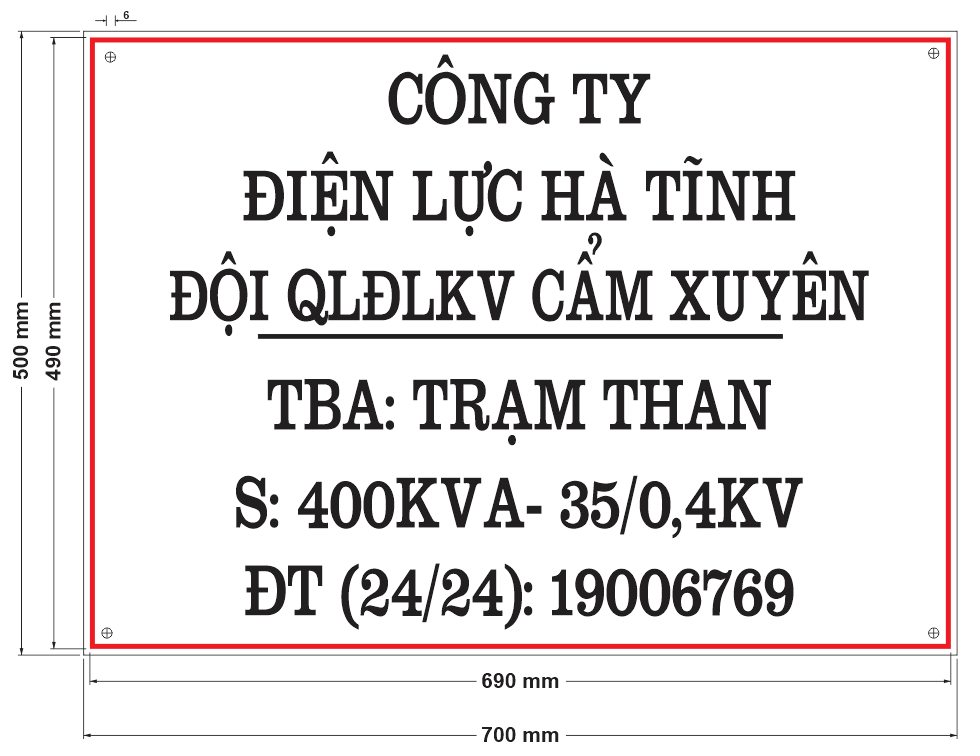 6
CÔNG TY
ĐIỆN LỰC HÀ TĨNH
ĐỘI QLĐLKV CẨM XUYÊN
TBA: TRẠM THAN
S: 400KVA- 35/0,4KV
ĐT (24/24): 19006769
500 mm
490 mm
690 mm
700 mm